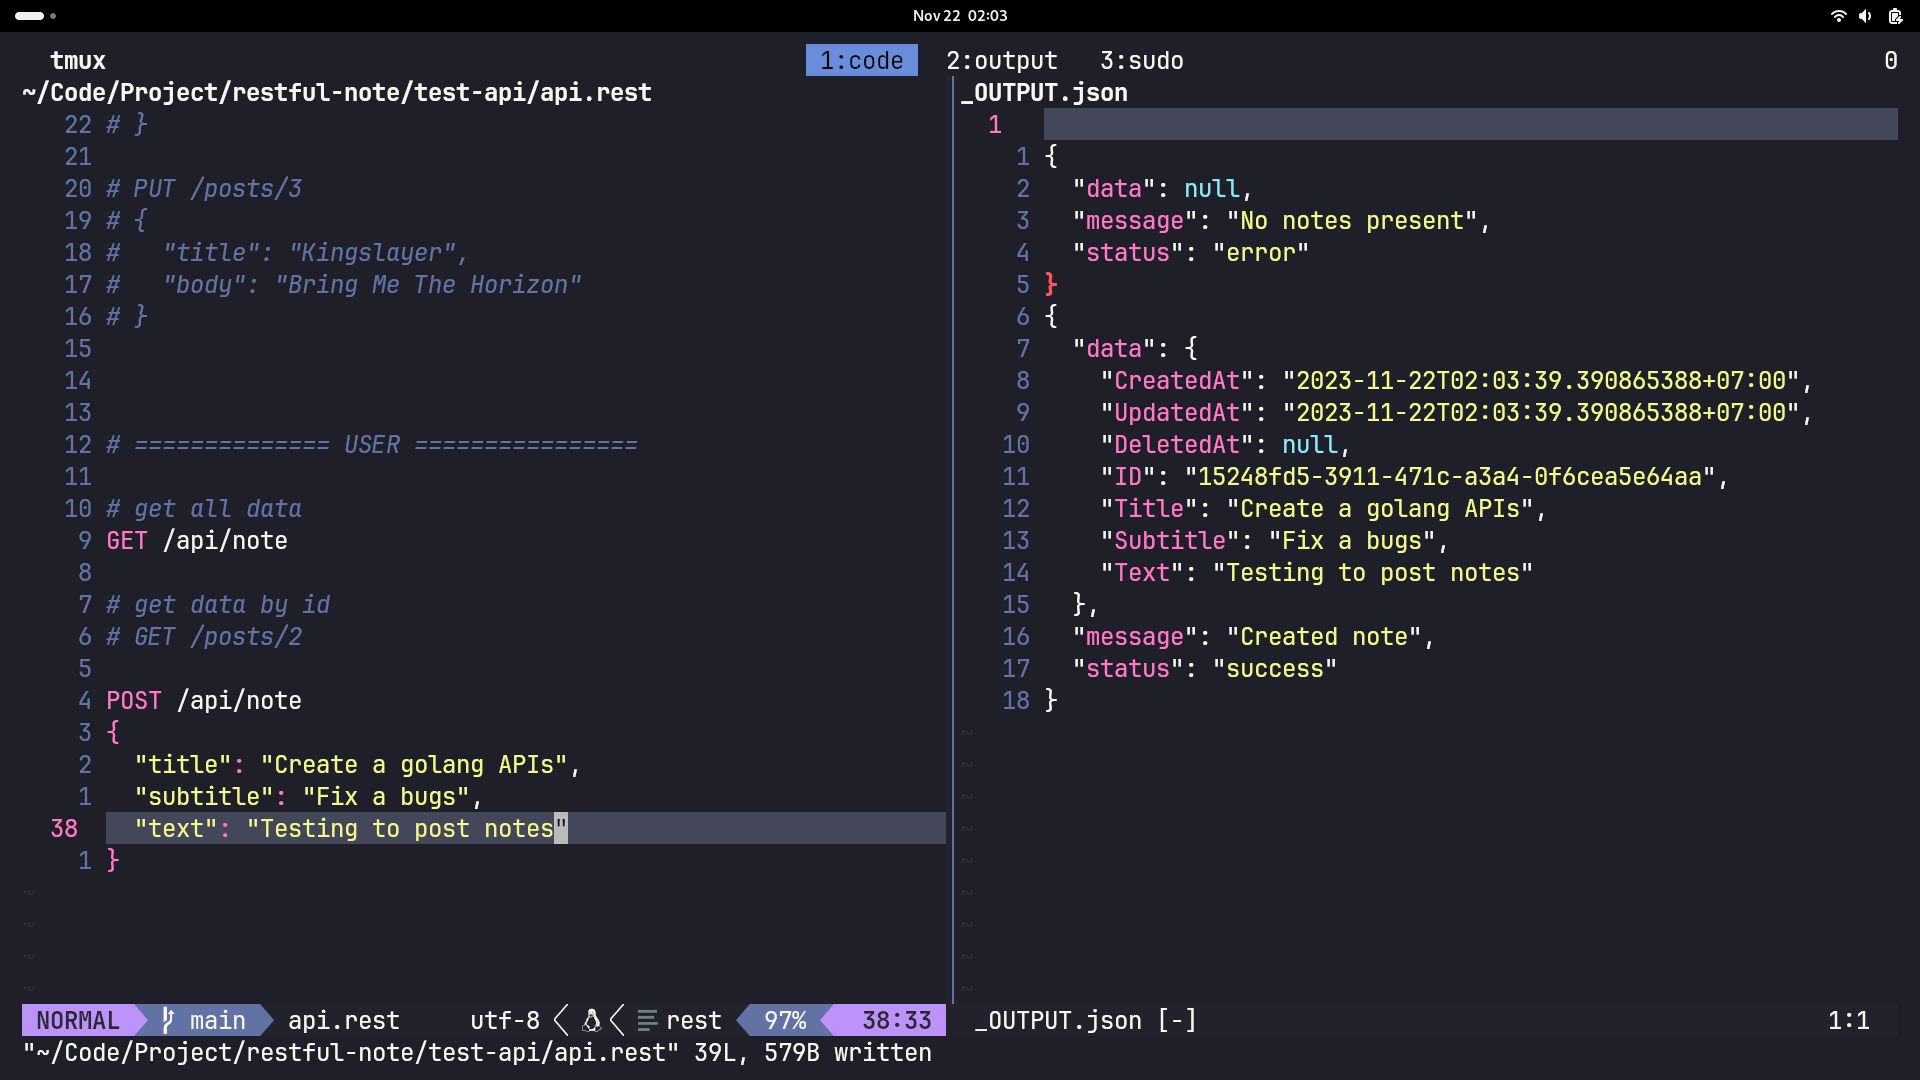 Nov 22 02:03
tmux 1:code 2:output 3:sudo 0
~/Code/Project/restful-note/test-api/api.rest
22 # }
21
20 # PUT /posts/3
19 # {
18 #   "title": "Kingslayer",
17 #   "body": "Bring Me The Horizon"
16 # }
15
14
13
12 # ============== USER ================
11
10 # get all data
9 GET /api/note
8
7 # get data by id
6 # GET /posts/2
5
4 POST /api/note
3 {
2   "title": "Create a golang APIs",
1   "subtitle": "Fix a bugs",
38   "text": "Testing to post notes"
1 }
~
~
~
~
NORMAL main api.rest utf-8 rest 97% 38:33
"~/Code/Project/restful-note/test-api/api.rest" 39L, 579B written
_OUTPUT.json
1
1 {
2   "data": null,
3   "message": "No notes present",
4   "status": "error"
5 }
6 {
7   "data": {
8     "CreatedAt": "2023-11-22T02:03:39.390865388+07:00",
9     "UpdatedAt": "2023-11-22T02:03:39.390865388+07:00",
10     "DeletedAt": null,
11     "ID": "15248fd5-3911-471c-a3a4-0f6cea5e64aa",
12     "Title": "Create a golang APIs",
13     "Subtitle": "Fix a bugs",
14     "Text": "Testing to post notes"
15   },
16   "message": "Created note",
17   "status": "success"
18 }
~
~
~
~
~
~
~
~
~
_OUTPUT.json [-] 1:1